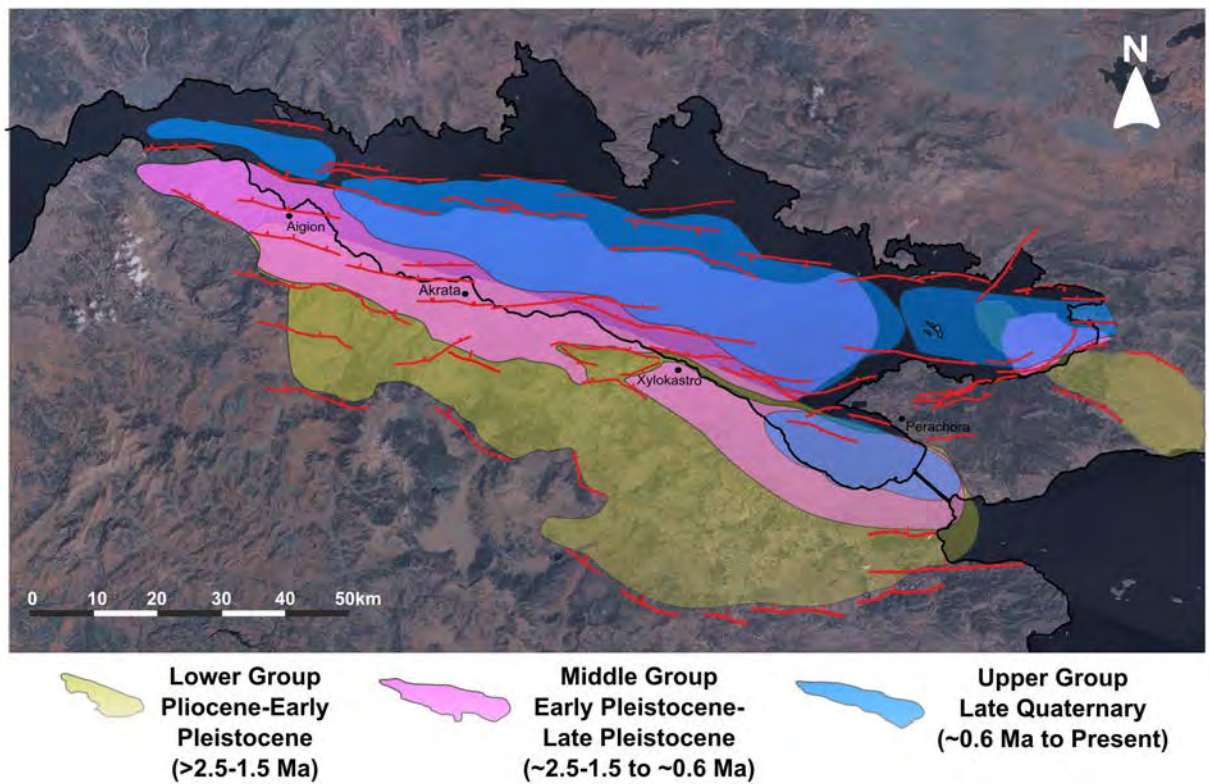 N
Aigion
Akrata
Xylokastro
Perachora
0 10 20 30 40 50km
Lower Group
Pliocene-Early
Pleistocene
(>2.5-1.5 Ma)
Middle Group
Early Pleistocene-
Late Pleistocene
(~2.5-1.5 to ~0.6 Ma)
Upper Group
Late Quaternary
(~0.6 Ma to Present)